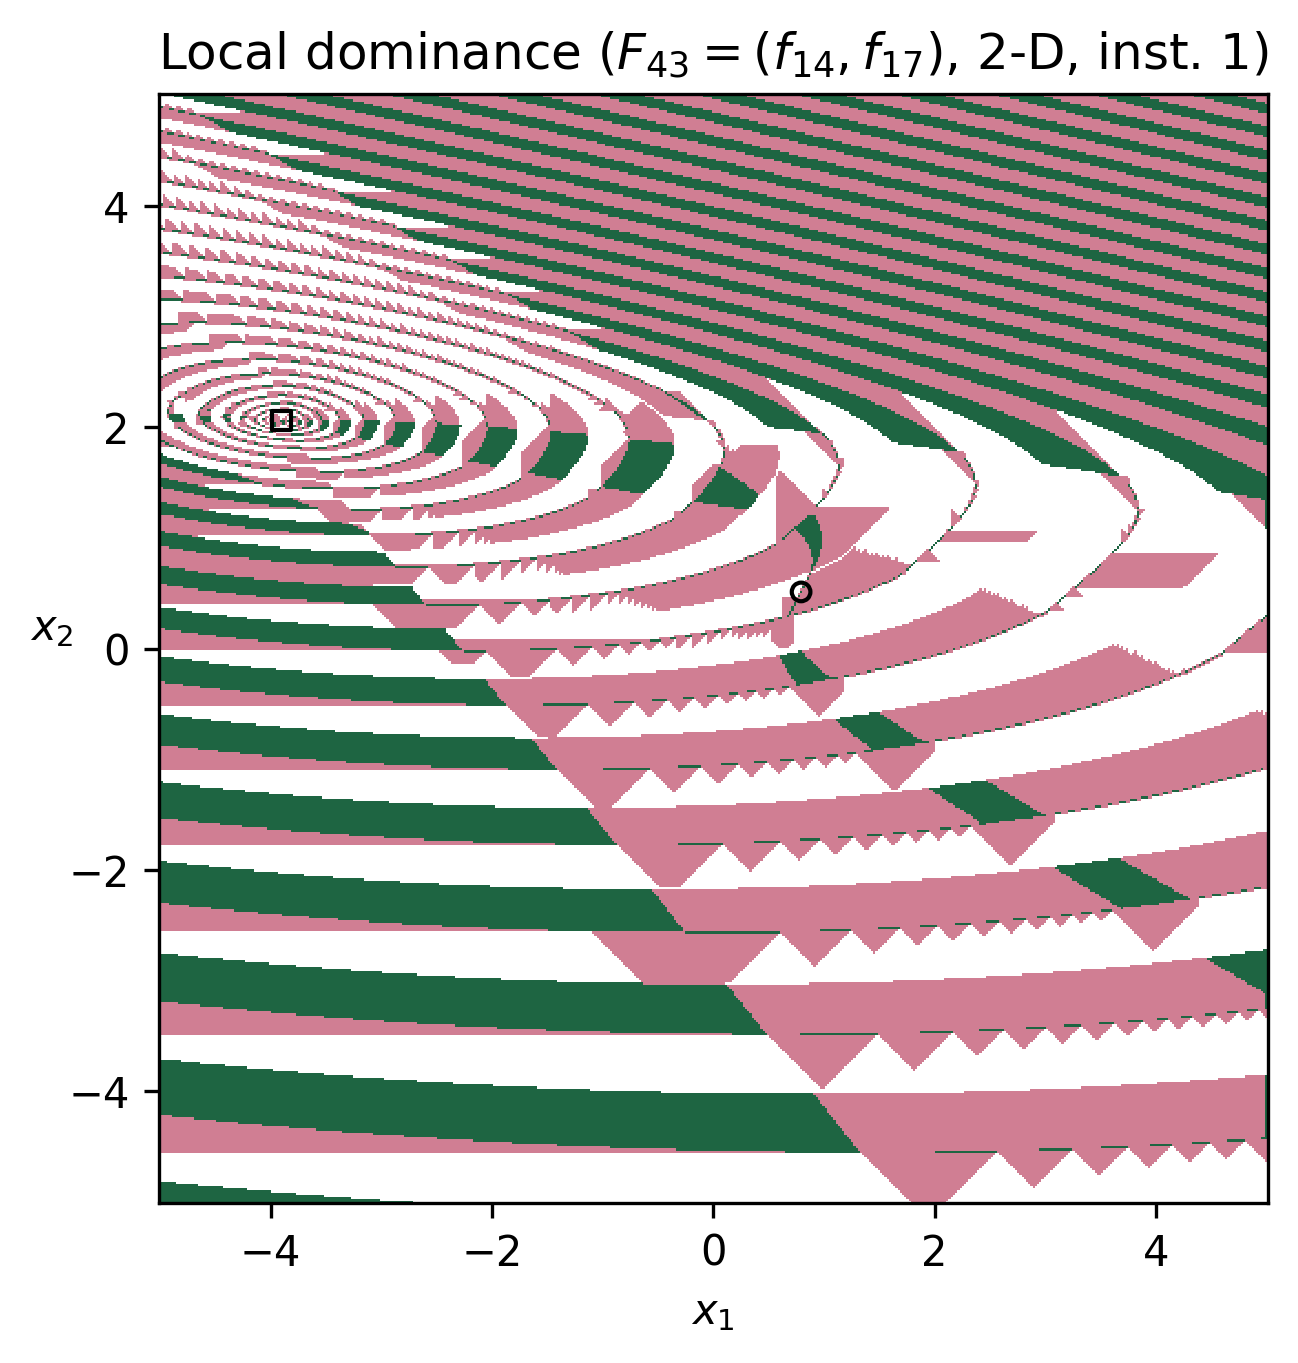 Local dominance (F₄₃ = (f₁₄, f₁₇), 2-D, inst. 1)
4
2
0
−2
−4
x₂
−4 −2 0 2 4
x₁